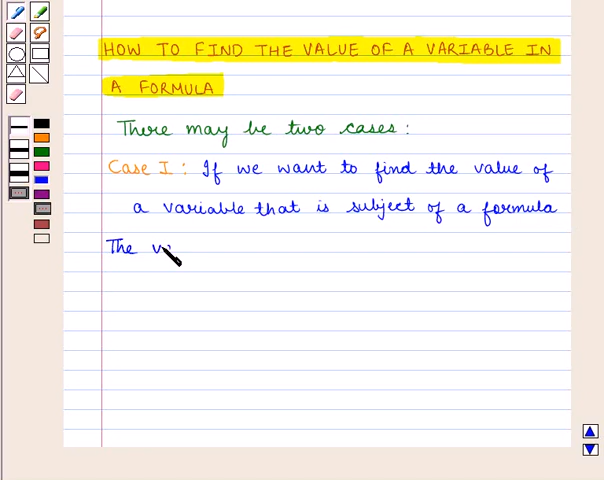 HOW TO FIND THE VALUE OF A VARIABLE IN
A FORMULA
There may be two cases:
Case I: If we want to find the value of
a variable that is subject of a formula
The v